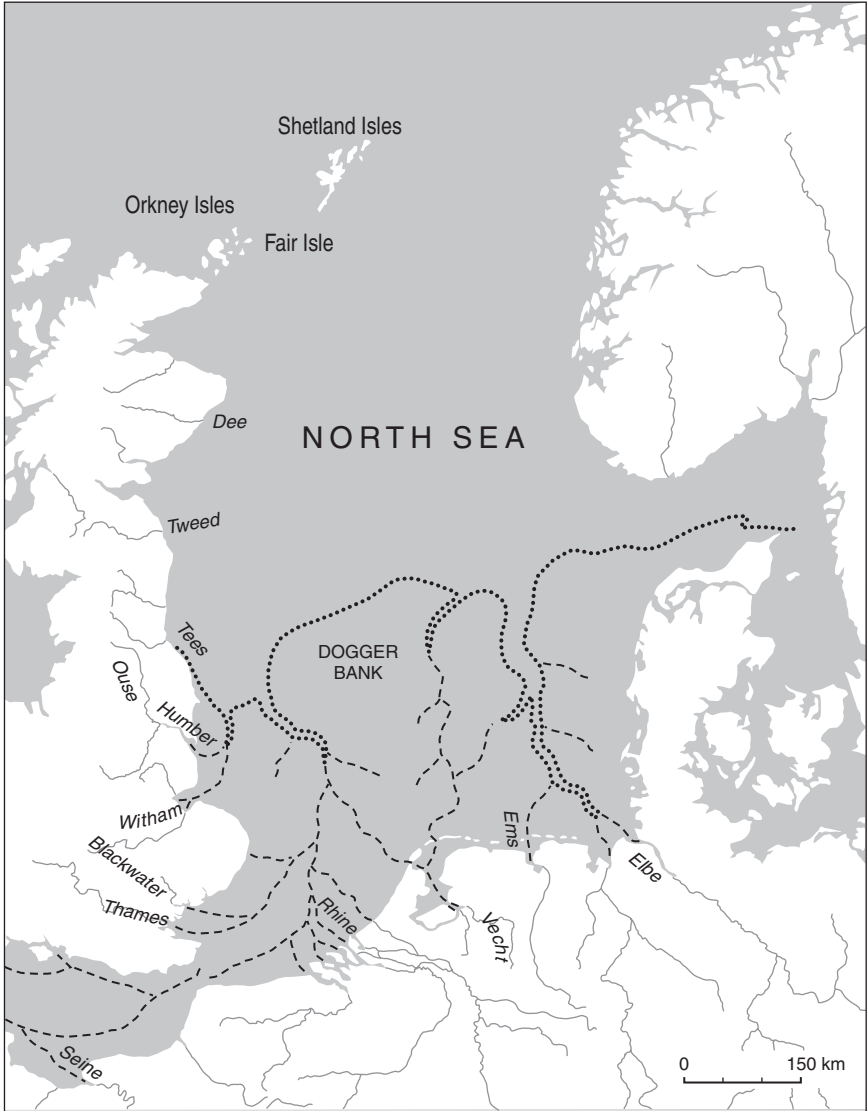 Shetland Isles
Orkney Isles
Fair Isle
Dee
NORTH SEA
Tweed
Tees
DOGGER
BANK
Ouse
Humber
Witham
Ems
Blackwater
Elbe
Thames
Rhine
Vecht
Seine
0 150 km